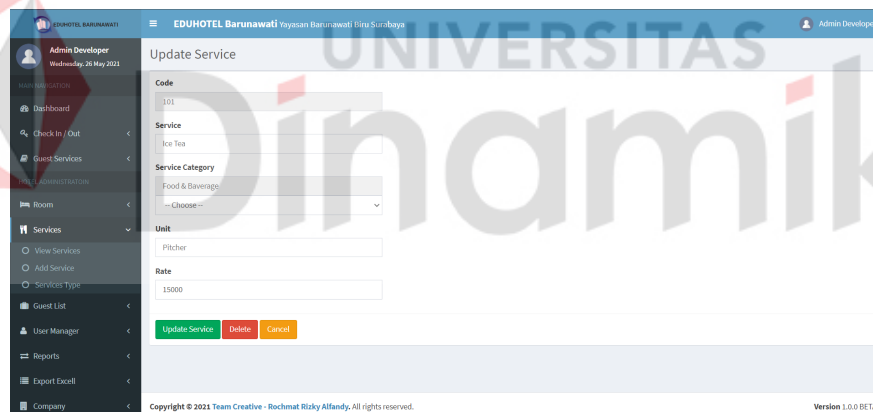 EDUHOTEL BARUNAWATI
EDUHOTEL Barunawati Yayasan Barunawati Biru Surabaya
Admin Develope
Admin Developer
Wednesday, 26 May 2021
MAIN NAVIGATION
Dashboard
Check In / Out
Guest Services
HOTEL ADMINISTRATOIN
Room
Services
View Services
Add Service
Services Type
Guest List
User Manager
Reports
Export Excell
Company
UNIVERSITAS
Dinamik
Update Service
Code
101
Service
Ice Tea
Service Category
Food & Baverage
-- Choose --
Unit
Pitcher
Rate
15000
Update Service Delete Cancel
Copyright © 2021 Team Creative - Rochmat Rizky Alfandy. All rights reserved.
Version 1.0.0 BETA